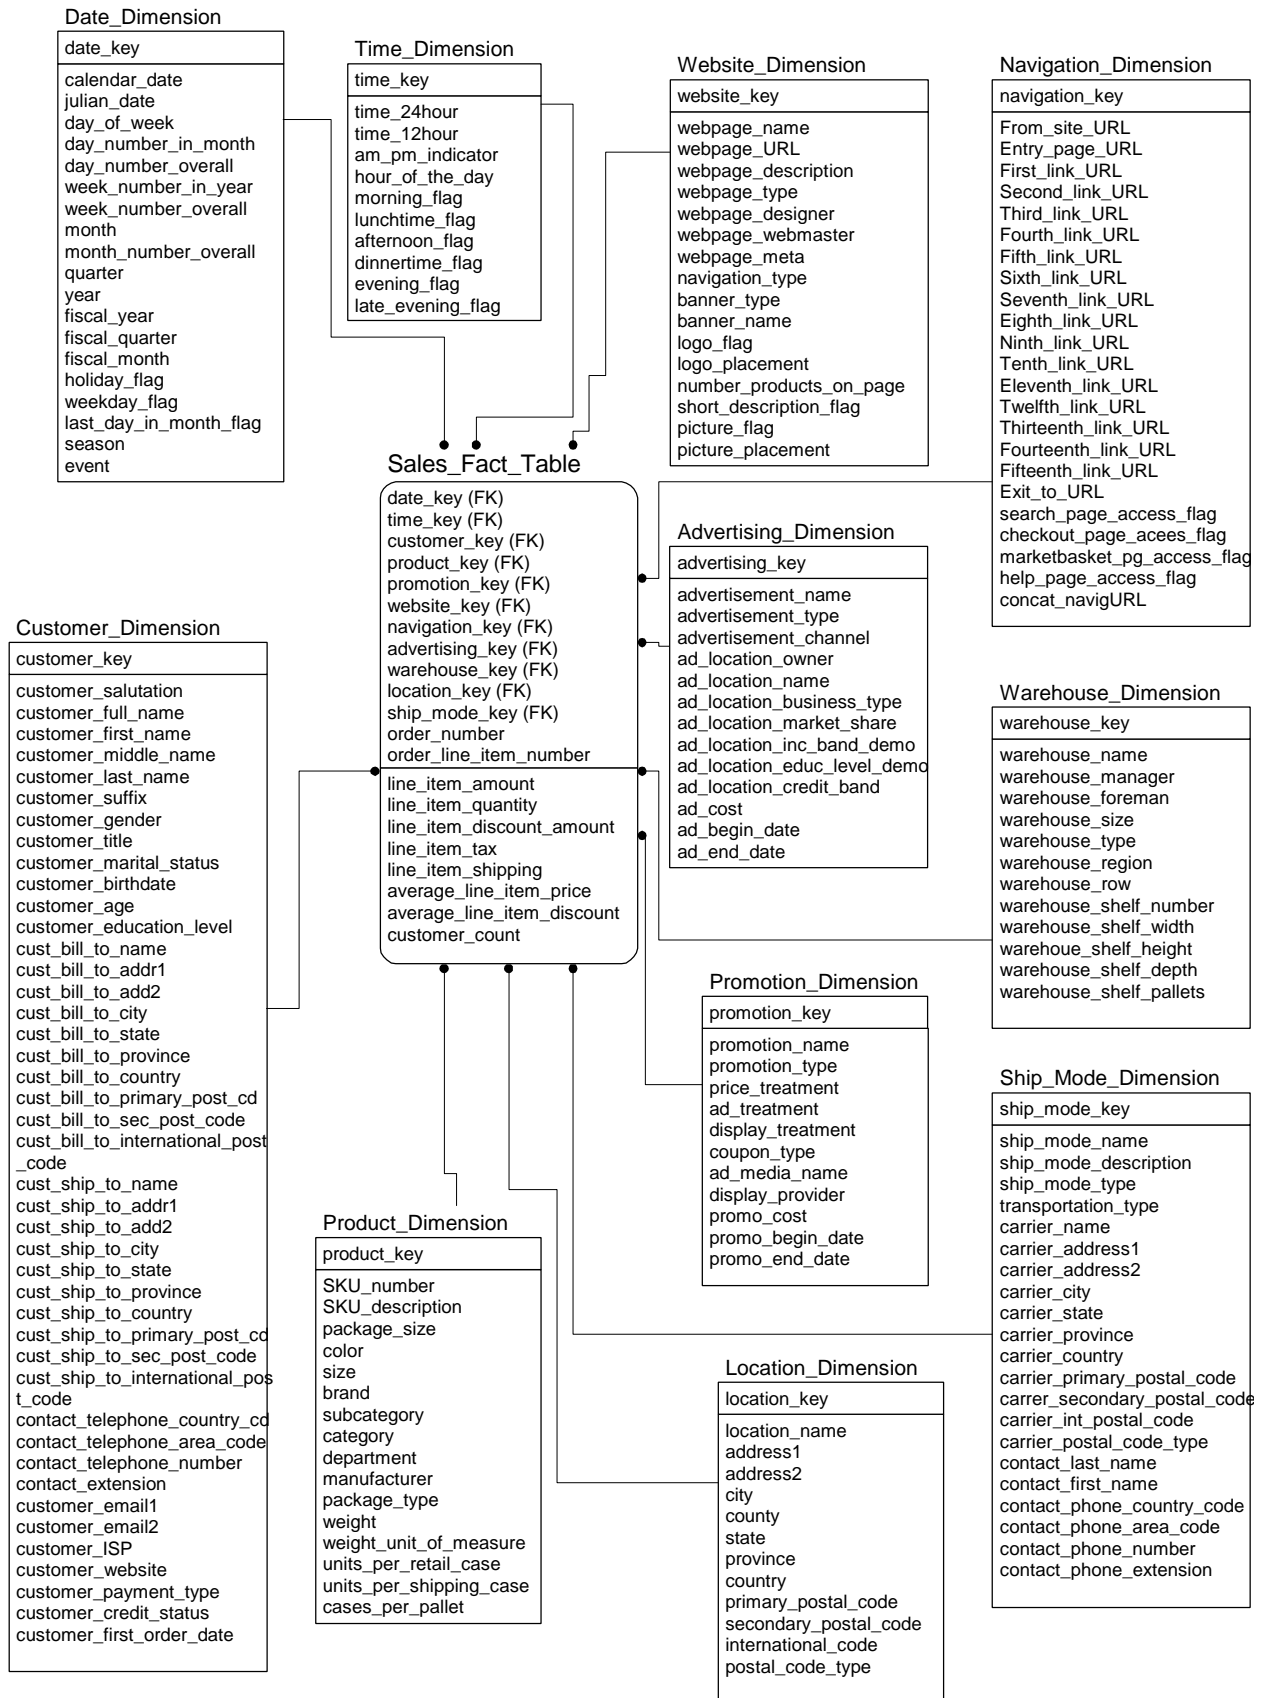 Date_Dimension
date_key
calendar_date
julian_date
day_of_week
day_number_in_month
day_number_overall
week_number_in_year
week_number_overall
month
month_number_overall
quarter
year
fiscal_year
fiscal_quarter
fiscal_month
holiday_flag
weekday_flag
last_day_in_month_flag
season
event
Time_Dimension
time_key
time_24hour
time_12hour
am_pm_indicator
hour_of_the_day
morning_flag
lunchtime_flag
afternoon_flag
dinnertime_flag
evening_flag
late_evening_flag
Website_Dimension
website_key
webpage_name
webpage_URL
webpage_description
webpage_type
webpage_designer
webpage_webmaster
webpage_meta
navigation_type
banner_type
banner_name
logo_flag
logo_placement
number_products_on_page
short_description_flag
picture_flag
picture_placement
Navigation_Dimension
navigation_key
From_site_URL
Entry_page_URL
First_link_URL
Second_link_URL
Third_link_URL
Fourth_link_URL
Fifth_link_URL
Sixth_link_URL
Seventh_link_URL
Eighth_link_URL
Ninth_link_URL
Tenth_link_URL
Eleventh_link_URL
Twelfth_link_URL
Thirteenth_link_URL
Fourteenth_link_URL
Fifteenth_link_URL
Exit_to_URL
search_page_access_flag
checkout_page_acees_flag
marketbasket_pg_access_flag
help_page_access_flag
concat_navigURL
Sales_Fact_Table
date_key (FK)
time_key (FK)
customer_key (FK)
product_key (FK)
promotion_key (FK)
website_key (FK)
navigation_key (FK)
advertising_key (FK)
warehouse_key (FK)
location_key (FK)
ship_mode_key (FK)
order_number
order_line_item_number
line_item_amount
line_item_quantity
line_item_discount_amount
line_item_tax
line_item_shipping
average_line_item_price
average_line_item_discount
customer_count
Advertising_Dimension
advertising_key
advertisement_name
advertisement_type
advertisement_channel
ad_location_owner
ad_location_name
ad_location_business_type
ad_location_market_share
ad_location_inc_band_demo
ad_location_educ_level_demo
ad_location_credit_band
ad_cost
ad_begin_date
ad_end_date
Customer_Dimension
customer_key
customer_salutation
customer_full_name
customer_first_name
customer_middle_name
customer_last_name
customer_suffix
customer_gender
customer_title
customer_marital_status
customer_birthdate
customer_age
customer_education_level
cust_bill_to_name
cust_bill_to_addr1
cust_bill_to_add2
cust_bill_to_city
cust_bill_to_state
cust_bill_to_province
cust_bill_to_country
cust_bill_to_primary_post_cd
cust_bill_to_sec_post_code
cust_bill_to_international_post
_code
cust_ship_to_name
cust_ship_to_addr1
cust_ship_to_add2
cust_ship_to_city
cust_ship_to_state
cust_ship_to_province
cust_ship_to_country
cust_ship_to_primary_post_cd
cust_ship_to_sec_post_code
cust_ship_to_international_pos
t_code
contact_telephone_country_cd
contact_telephone_area_code
contact_telephone_number
contact_extension
customer_email1
customer_email2
customer_ISP
customer_website
customer_payment_type
customer_credit_status
customer_first_order_date
Warehouse_Dimension
warehouse_key
warehouse_name
warehouse_manager
warehouse_foreman
warehouse_size
warehouse_type
warehouse_region
warehouse_row
warehouse_shelf_number
warehouse_shelf_width
warehoue_shelf_height
warehouse_shelf_depth
warehouse_shelf_pallets
Promotion_Dimension
promotion_key
promotion_name
promotion_type
price_treatment
ad_treatment
display_treatment
coupon_type
ad_media_name
display_provider
promo_cost
promo_begin_date
promo_end_date
Ship_Mode_Dimension
ship_mode_key
ship_mode_name
ship_mode_description
ship_mode_type
transportation_type
carrier_name
carrier_address1
carrier_address2
carrier_city
carrier_state
carrier_province
carrier_country
carrier_primary_postal_code
carrer_secondary_postal_code
carrier_int_postal_code
carrier_postal_code_type
contact_last_name
contact_first_name
contact_phone_country_code
contact_phone_area_code
contact_phone_number
contact_phone_extension
Product_Dimension
product_key
SKU_number
SKU_description
package_size
color
size
brand
subcategory
category
department
manufacturer
package_type
weight
weight_unit_of_measure
units_per_retail_case
units_per_shipping_case
cases_per_pallet
Location_Dimension
location_key
location_name
address1
address2
city
county
state
province
country
primary_postal_code
secondary_postal_code
international_code
postal_code_type